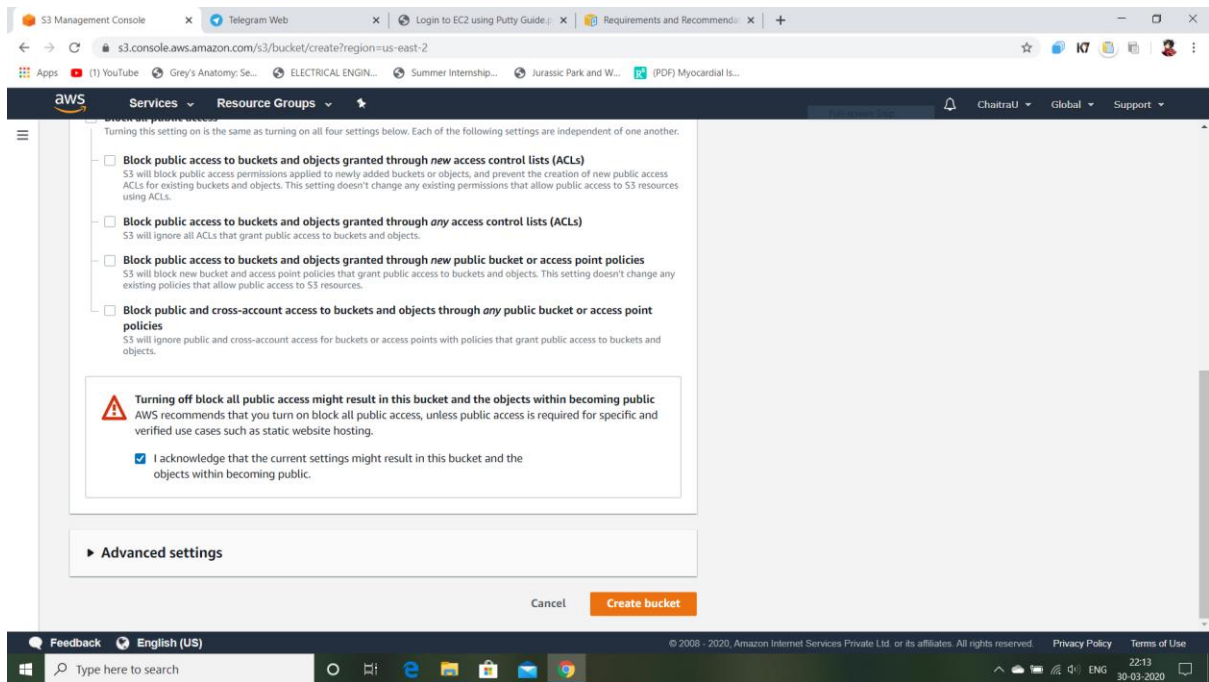 S3 Management Console
Telegram Web
Login to EC2 using Putty Guide.p
Requirements and Recommenda
s3.console.aws.amazon.com/s3/bucket/create?region=us-east-2
K7
Apps
(1) YouTube
Grey's Anatomy: Se...
ELECTRICAL ENGIN...
Summer Internship...
Jurassic Park and W...
(PDF) Myocardial Is...
aws
Services
Resource Groups
ChaitraU
Global
Support
Block all public access
Turning this setting on is the same as turning on all four settings below. Each of the following settings are independent of one another.
Block public access to buckets and objects granted through new access control lists (ACLs)
S3 will block public access permissions applied to newly added buckets or objects, and prevent the creation of new public access
ACLs for existing buckets and objects. This setting doesn't change any existing permissions that allow public access to S3 resources
using ACLs.
Block public access to buckets and objects granted through any access control lists (ACLs)
S3 will ignore all ACLs that grant public access to buckets and objects.
Block public access to buckets and objects granted through new public bucket or access point policies
S3 will block new bucket and access point policies that grant public access to buckets and objects. This setting doesn't change any
existing policies that allow public access to S3 resources.
Block public and cross-account access to buckets and objects through any public bucket or access point
policies
S3 will ignore public and cross-account access for buckets or access points with policies that grant public access to buckets and
objects.
Turning off block all public access might result in this bucket and the objects within becoming public
AWS recommends that you turn on block all public access, unless public access is required for specific and
verified use cases such as static website hosting.
I acknowledge that the current settings might result in this bucket and the
objects within becoming public.
Advanced settings
Cancel
Create bucket
Feedback
English (US)
© 2008 - 2020, Amazon Internet Services Private Ltd. or its affiliates. All rights reserved.
Privacy Policy
Terms of Use
Type here to search
ENG
22:13
30-03-2020